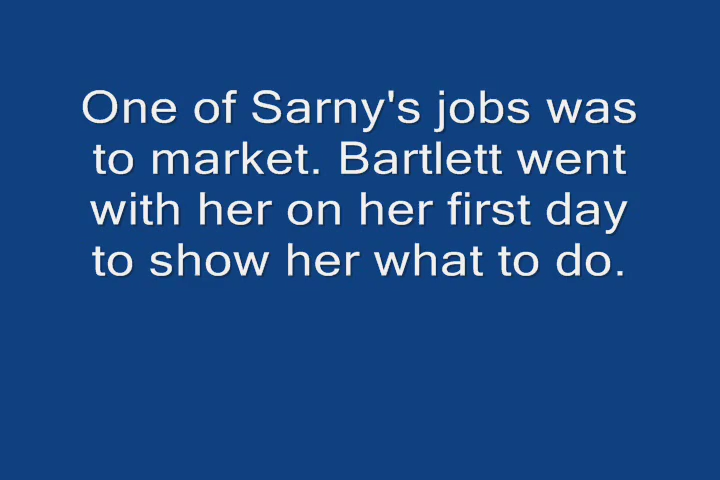 One of Sarny's jobs was
to market. Bartlett went
with her on her first day
to show her what to do.